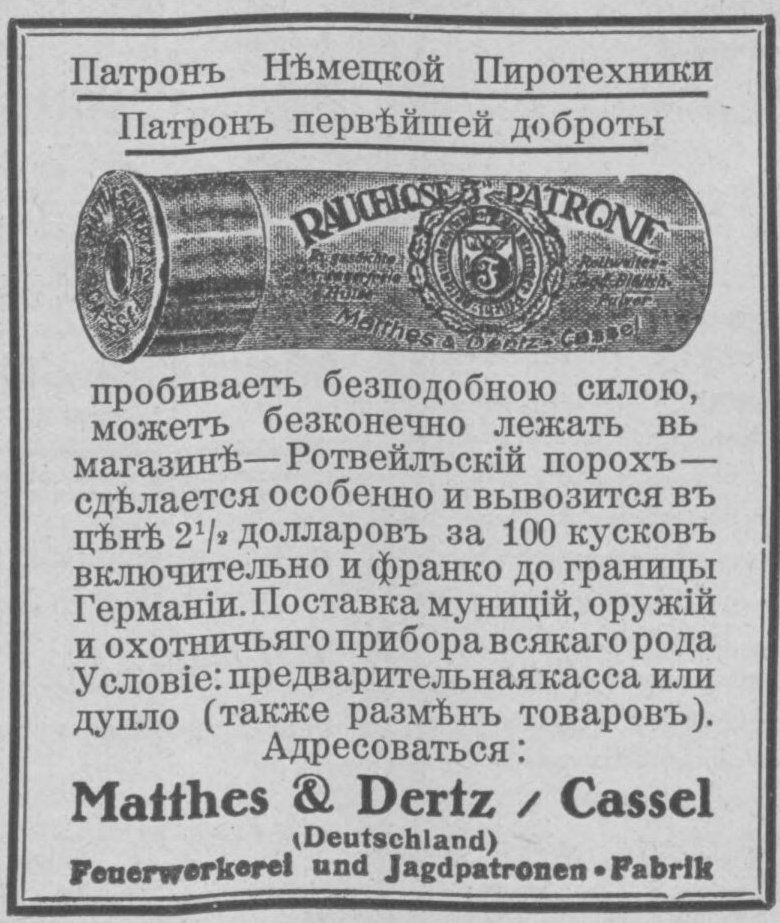 Патронъ Нѣмецкой Пиротехники
Патронъ первѣйшей доброты
RAUCHLOSE „J“ PATRONE
Matthes & Dertz - Cassel
пробиваетъ безподобною силою,
можетъ безконечно лежать вь
магазинѣ—Ротвейлъскій порохъ—
сдѣлается особенно и вывозится въ
цѣнѣ 2¹/₂ долларовъ за 100 кусковъ
включительно и франко до границы
Германіи. Поставка муницій, оружій
и охотничьяго прибора всякаго рода
Условіе: предварительная касса или
дупло (также размѣнъ товаровъ).
Адресоваться:
Matthes & Dertz / Cassel
(Deutschland)
Feuerwerkerei und Jagdpatronen • Fabrik